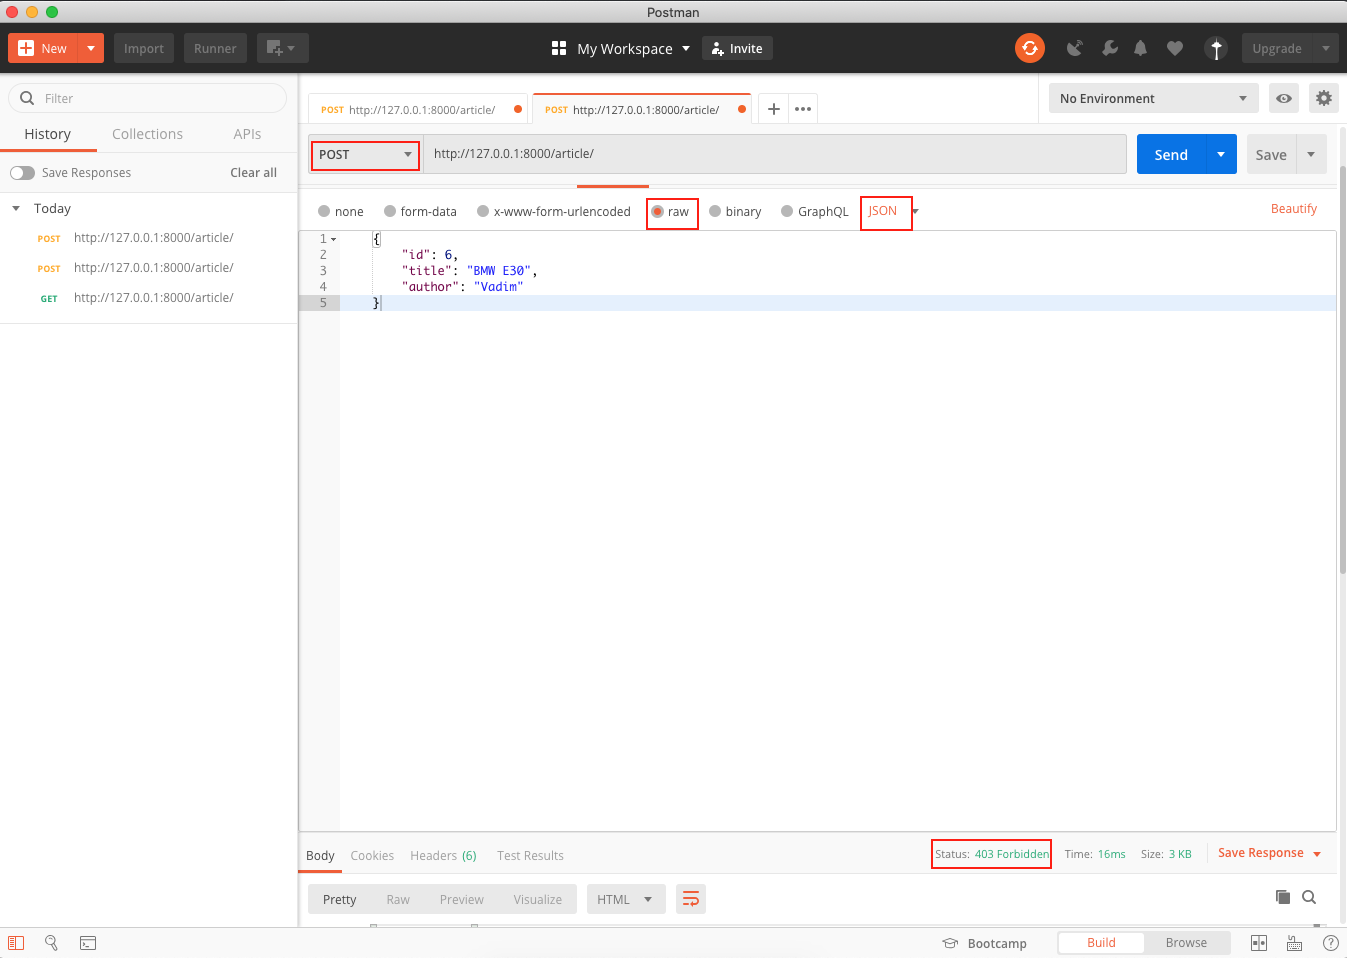 Postman
New Import Runner My Workspace Invite Upgrade
Filter
History Collections APIs
Save Responses Clear all
Today
POST http://127.0.0.1:8000/article/
POST http://127.0.0.1:8000/article/
GET http://127.0.0.1:8000/article/
POST http://127.0.0.1:8000/article/ POST http://127.0.0.1:8000/article/ No Environment
POST http://127.0.0.1:8000/article/ Send Save
none form-data x-www-form-urlencoded raw binary GraphQL JSON Beautify
1 {
2 "id": 6,
3 "title": "BMW E30",
4 "author": "Vadim"
5 }
Body Cookies Headers (6) Test Results Status: 403 Forbidden Time: 16ms Size: 3 KB Save Response
Pretty Raw Preview Visualize HTML
Bootcamp Build Browse